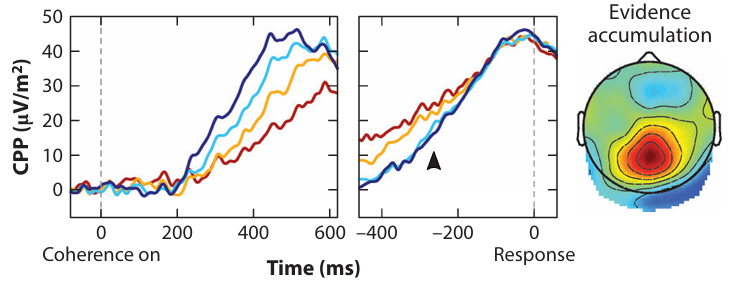 Evidence
accumulation
CPP (μV/m²)
50
40
30
20
10
0
0
200
400
600
−400
−200
0
Coherence on
Response
Time (ms)